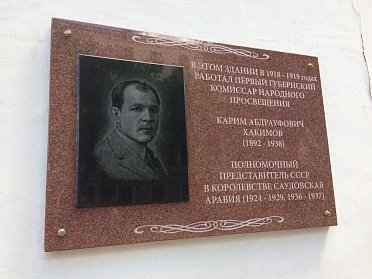 В ЭТОМ ЗДАНИИ В 1918 - 1919 годах
РАБОТАЛ ПЕРВЫЙ ГУБЕРНСКИЙ
КОМИССАР НАРОДНОГО
ПРОСВЕЩЕНИЯ
КАРИМ АБДРАУФОВИЧ
ХАКИМОВ
(1892 - 1938)
ПОЛНОМОЧНЫЙ
ПРЕДСТАВИТЕЛЬ СССР
В КОРОЛЕВСТВЕ САУДОВСКАЯ
АРАВИЯ (1924 - 1929, 1936 - 1937)